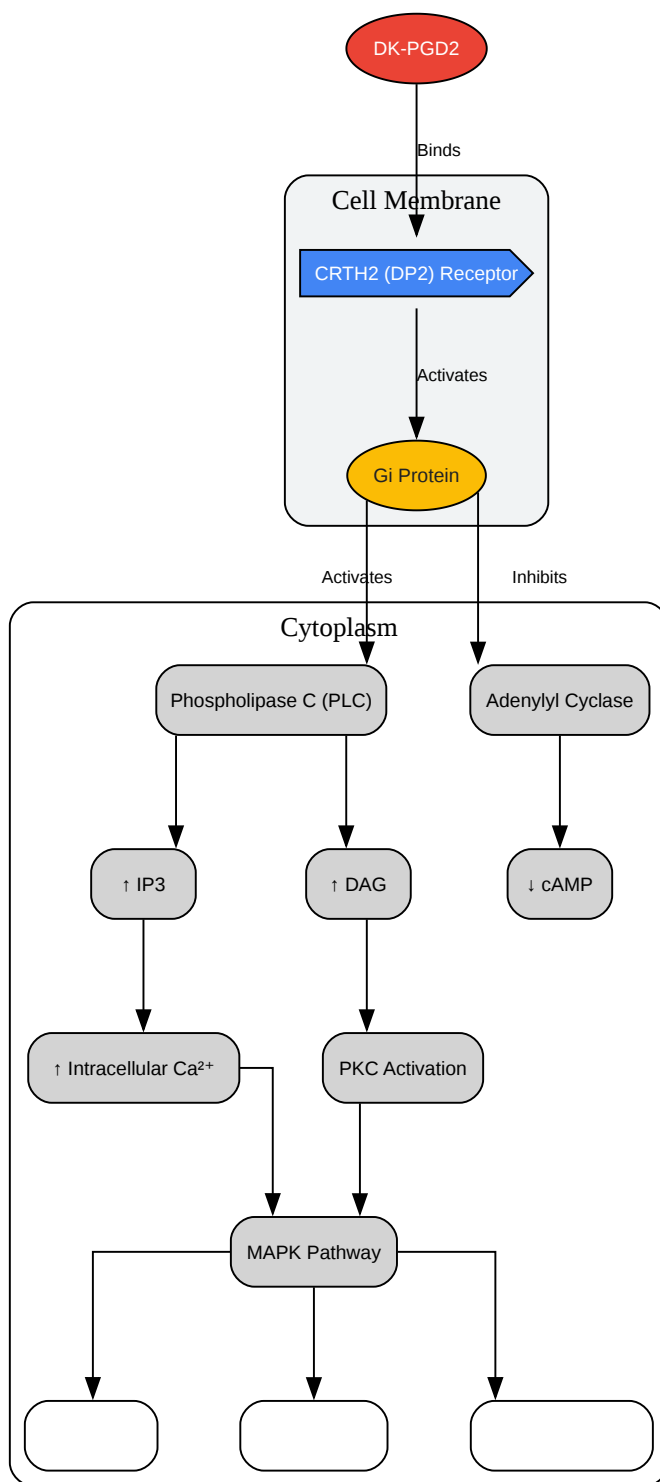 DK-PGD2
Binds
Cell Membrane
CRTH2 (DP2) Receptor
Activates
Gi Protein
Activates
Inhibits
Cytoplasm
Phospholipase C (PLC)
Adenylyl Cyclase
↑ IP3
↑ DAG
↓ cAMP
↑ Intracellular Ca²⁺
PKC Activation
MAPK Pathway